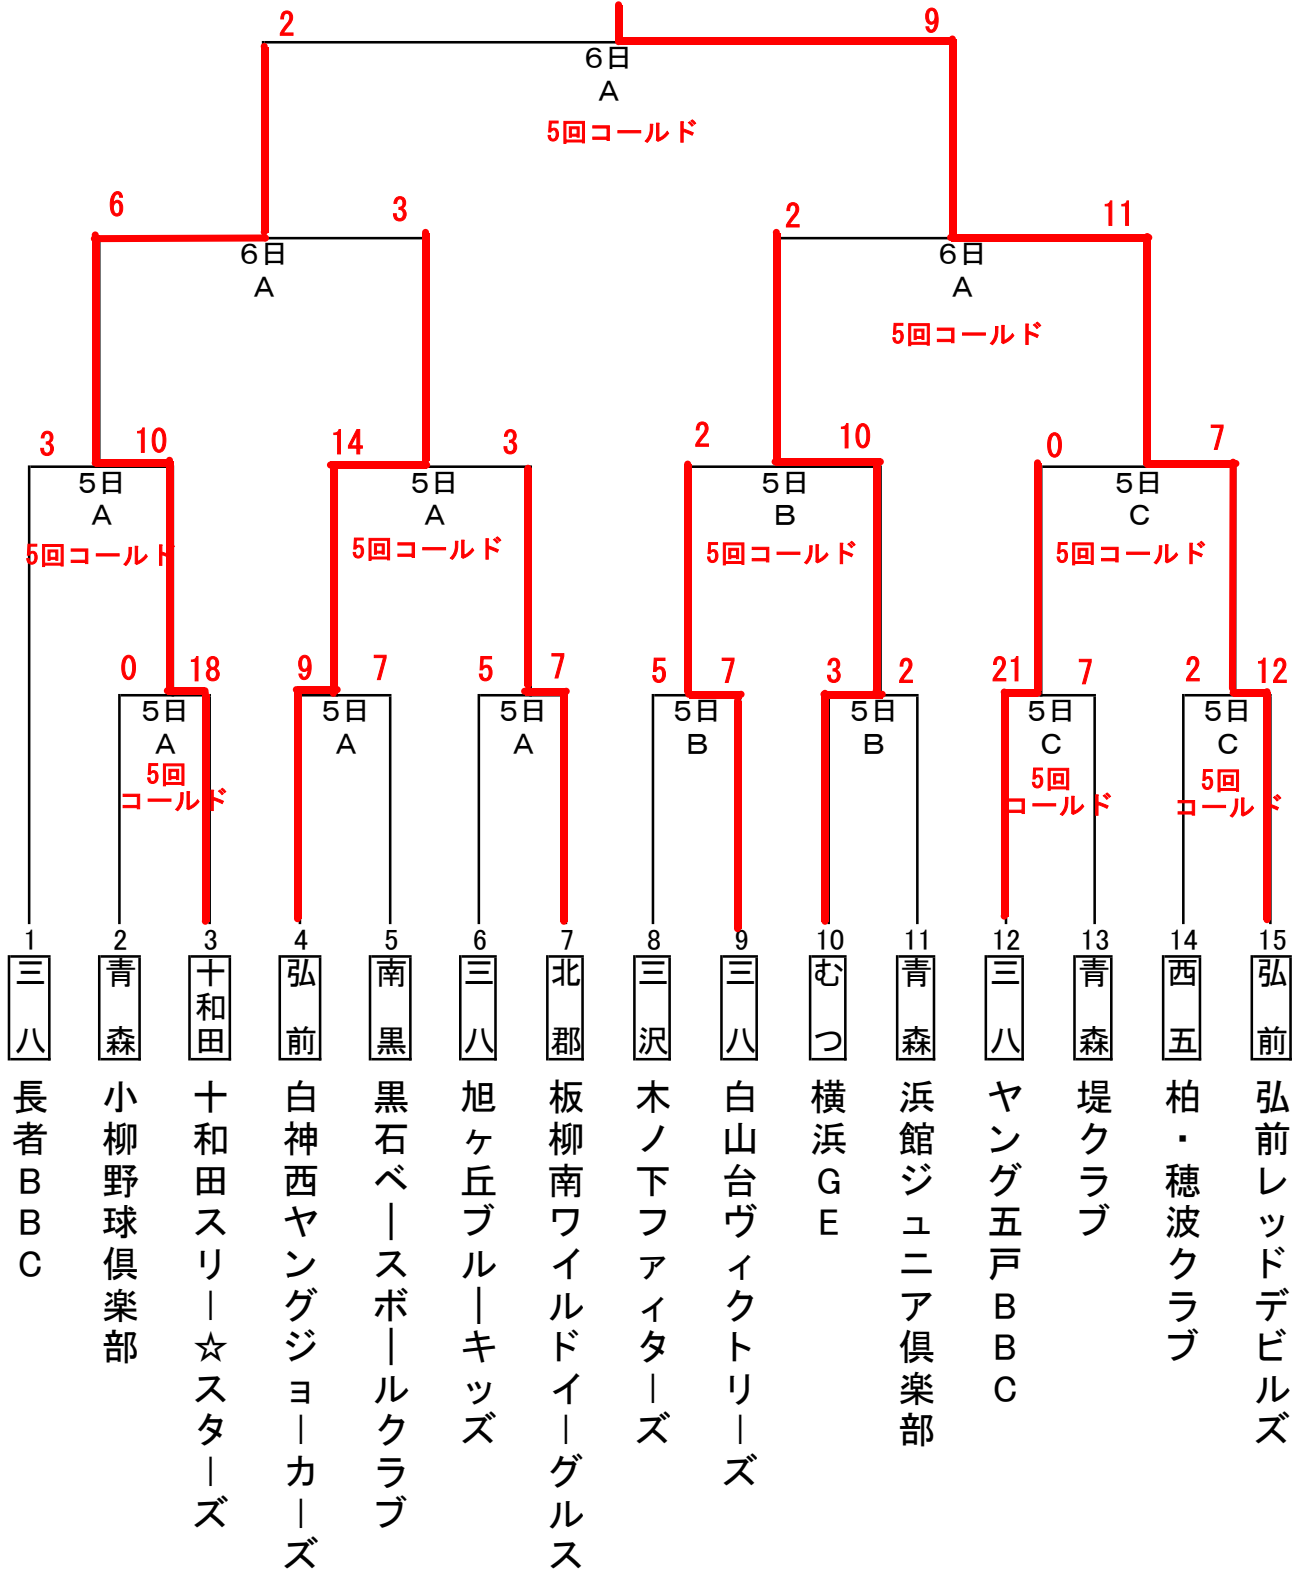 2
9
6日
A
5回コールド
6
3
2
11
6日
A
6日
A
5回コールド
3
10
14
3
2
10
0
7
5日
A
5日
A
5日
B
5日
C
5回コールド
5回コールド
5回コールド
5回コールド
0
18
9
7
5
7
5
7
3
2
21
7
2
12
5日
A
5日
A
5日
A
5日
B
5日
B
5日
C
5日
C
5回
コールド
5回
コールド
5回
コールド
1
2
3
4
5
6
7
8
9
10
11
12
13
14
15
三八
青森
十和田
弘前
南黒
三八
北郡
三沢
三八
むつ
青森
三八
青森
西五
弘前
長者BBC
小柳野球倶楽部
十和田スリー☆スターズ
白神西ヤングジョーカーズ
黒石ベースボールクラブ
旭ヶ丘ブルーキッズ
板柳南ワイルドイーグルス
木ノ下ファィターズ
白山台ヴィクトリーズ
横浜GE
浜館ジュニア倶楽部
ヤング五戸BBC
堤クラブ
柏・穂波クラブ
弘前レッドデビルズ